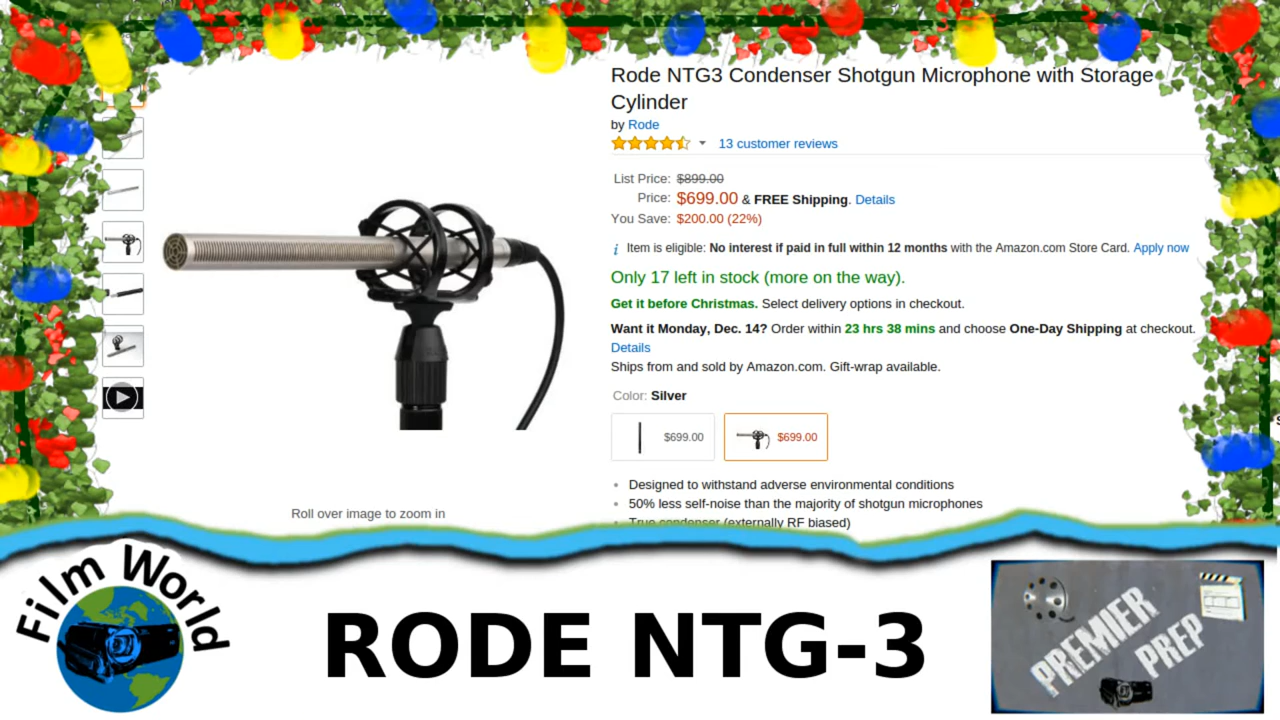 Rode NTG3 Condenser Shotgun Microphone with Storage
Cylinder
by Rode
13 customer reviews
List Price: $899.00
Price: $699.00 & FREE Shipping. Details
You Save: $200.00 (22%)
i Item is eligible: No interest if paid in full within 12 months with the Amazon.com Store Card. Apply now
Only 17 left in stock (more on the way).
Get it before Christmas. Select delivery options in checkout.
Want it Monday, Dec. 14? Order within 23 hrs 38 mins and choose One-Day Shipping at checkout.
Details
Ships from and sold by Amazon.com. Gift-wrap available.
Color: Silver
$699.00 $699.00
• Designed to withstand adverse environmental conditions
• 50% less self-noise than the majority of shotgun microphones
• True condenser (externally RF biased)
Roll over image to zoom in
Film World
RODE NTG-3
PREMIER
PREP